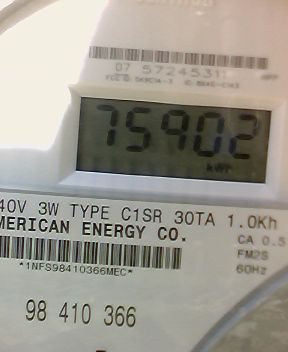 07 5724531
75902
kWh
40V 3W TYPE C1SR 30TA 1.0Kh
MERICAN ENERGY CO.
CA 0.5
*1NFS98410366MEC*
FM2S
60Hz
98 410 366